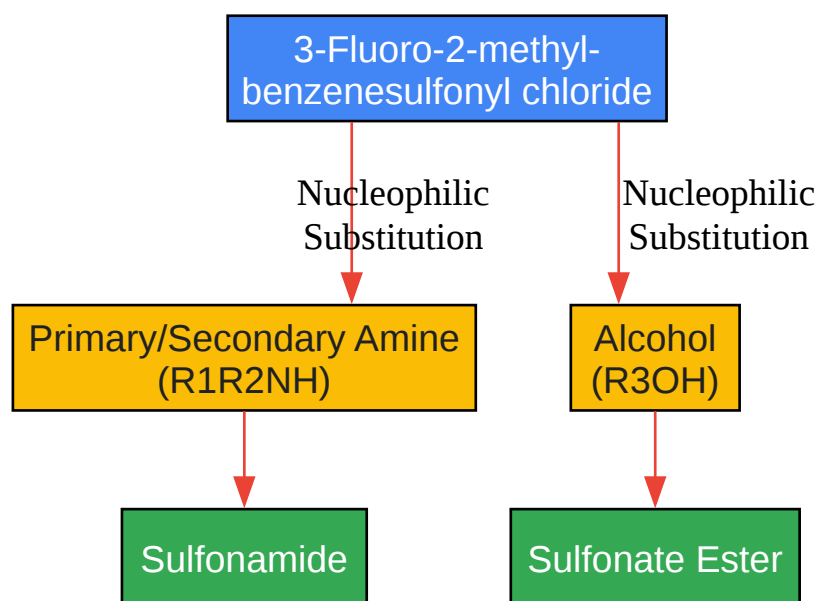 3-Fluoro-2-methyl-
benzenesulfonyl chloride
Nucleophilic
Substitution
Nucleophilic
Substitution
Primary/Secondary Amine
(R1R2NH)
Alcohol
(R3OH)
Sulfonamide
Sulfonate Ester